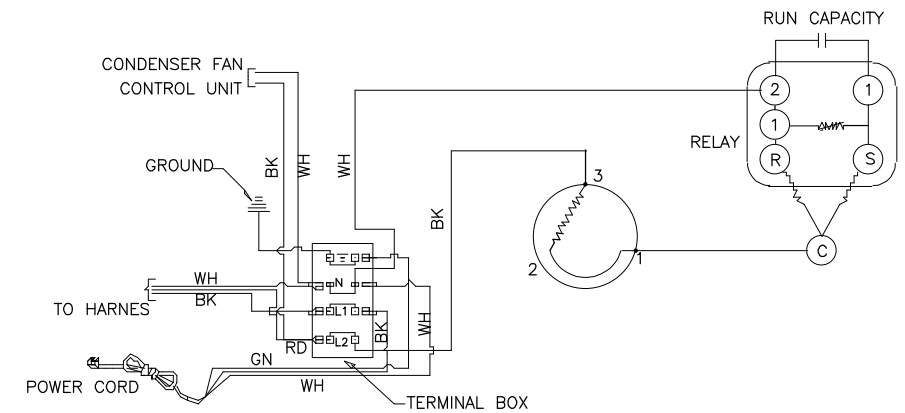 RUN CAPACITY
CONDENSER FAN
CONTROL UNIT
2
1
1
RELAY
R
S
GROUND
BK
WH
WH
BK
3
2
1
C
N
L1
L2
WH
BK
TO HARNES
BK
WH
RD
GN
WH
POWER CORD
TERMINAL BOX